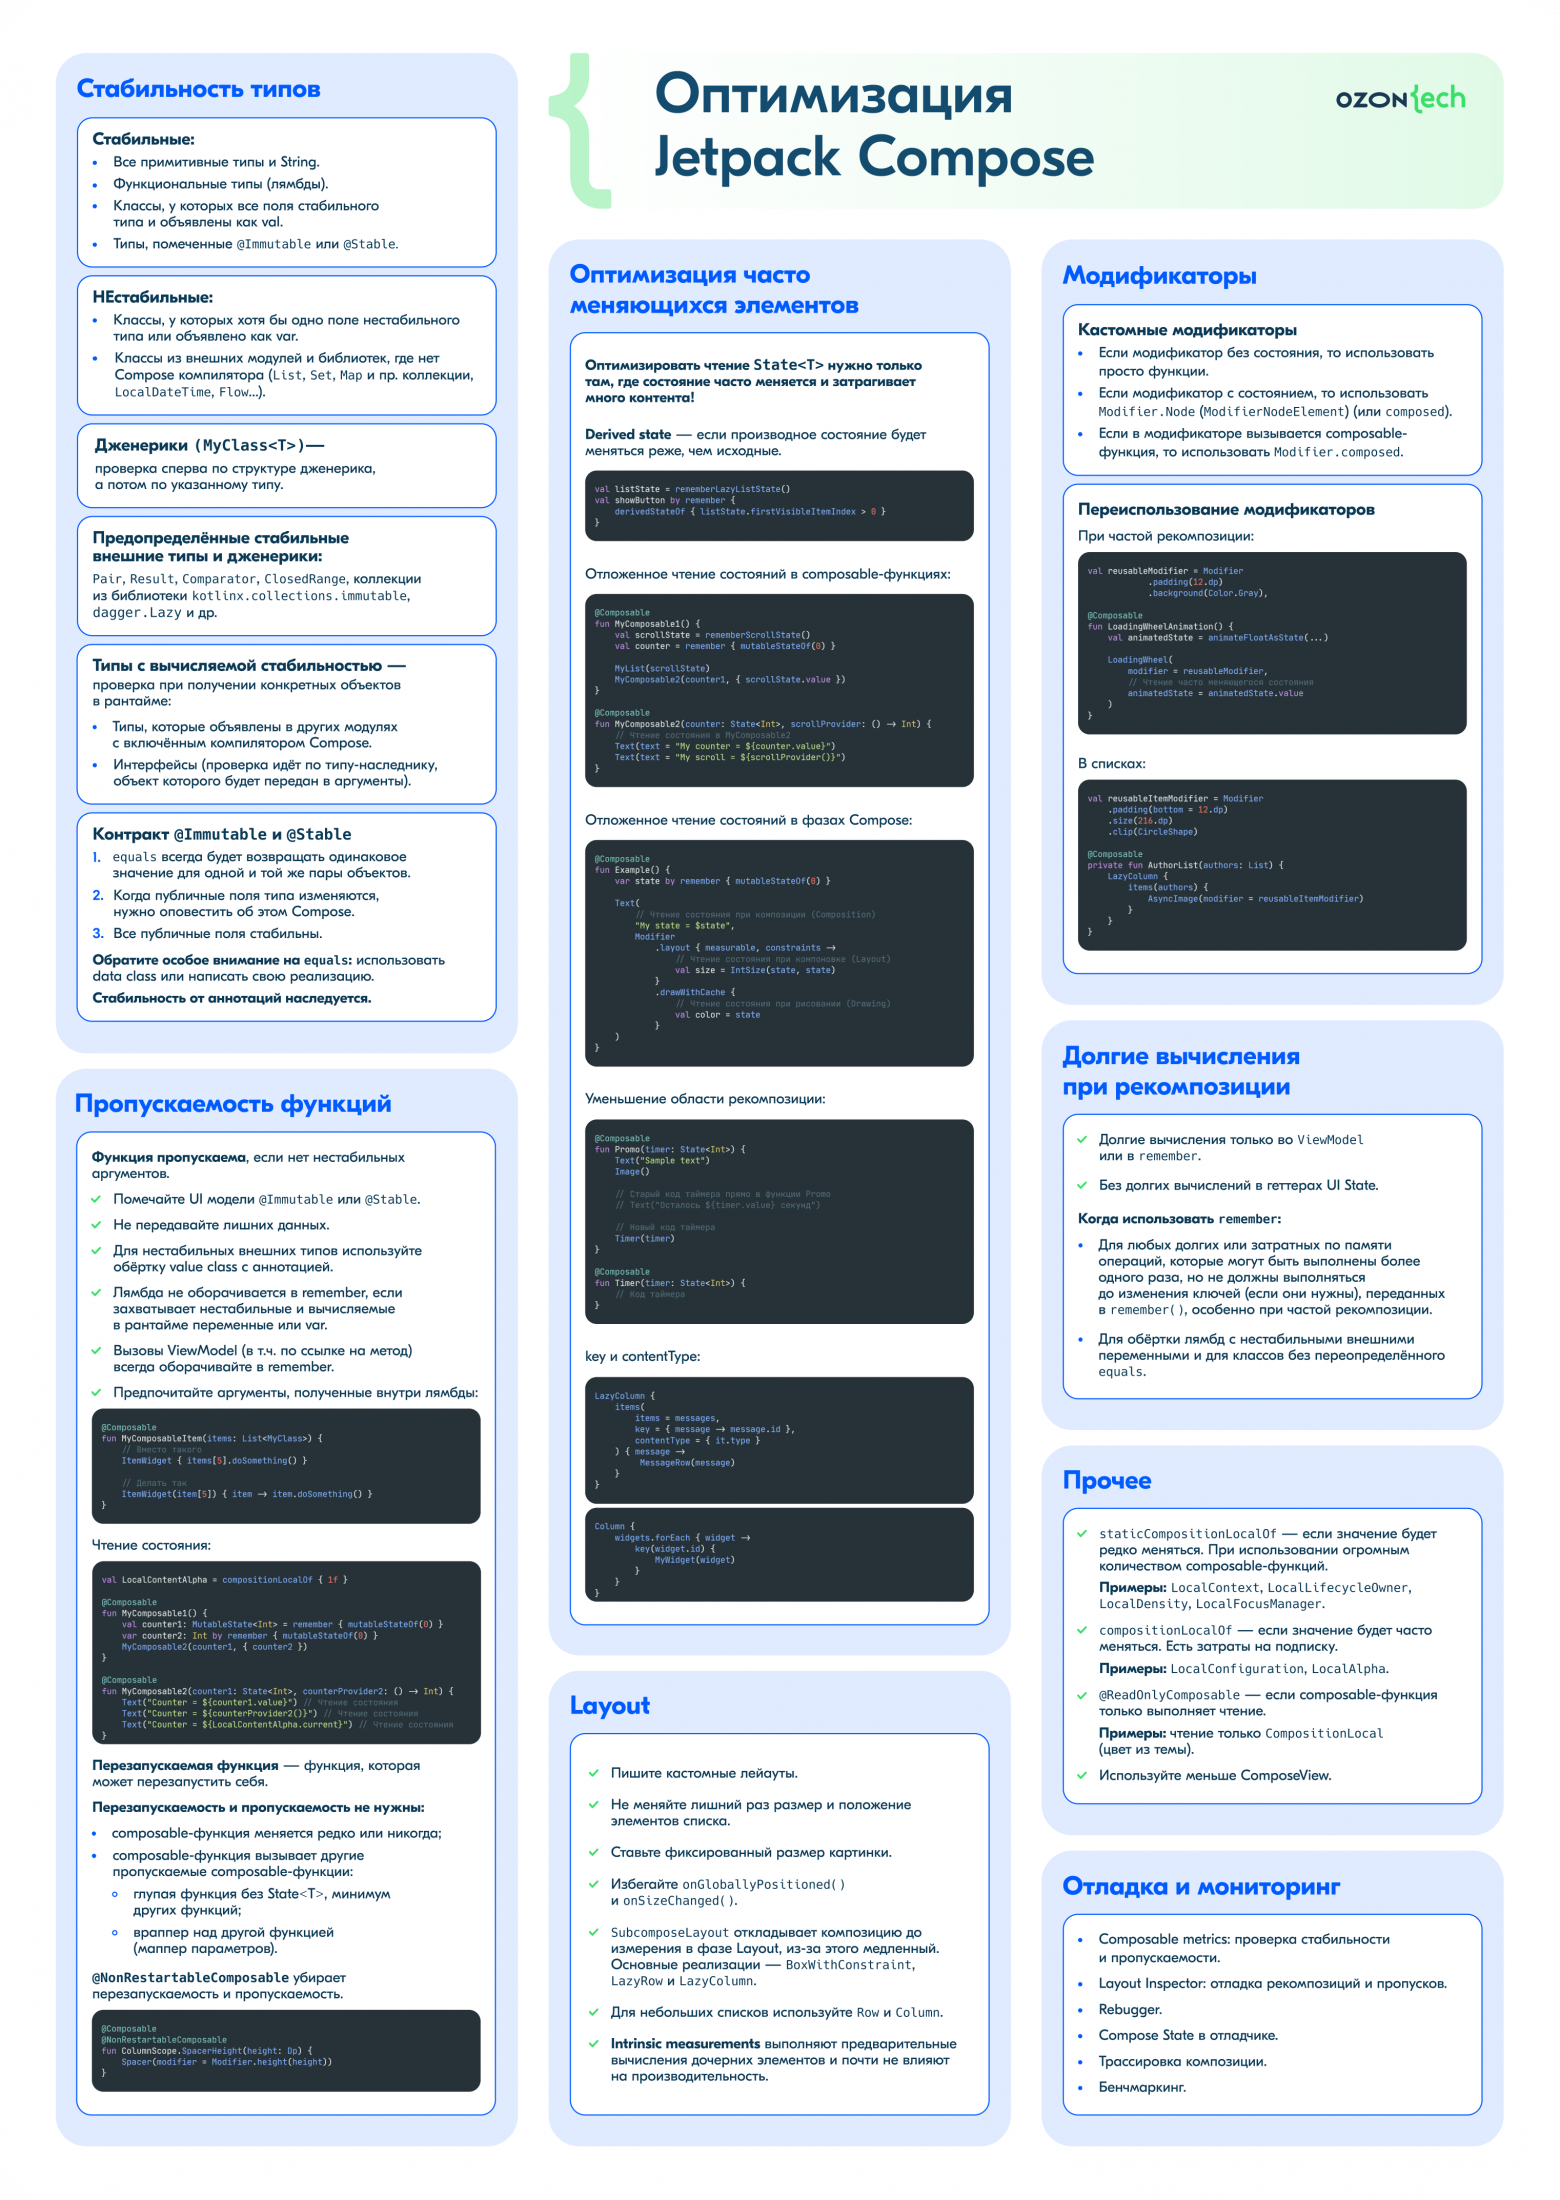 Стабильность типов
Стабильные:
• Все примитивные типы и String.
• Функциональные типы (лямбды).
• Классы, у которых все поля стабильного
типа и объявлены как val.
• Типы, помеченные @Immutable или @Stable.
НЕстабильные:
• Классы, у которых хотя бы одно поле нестабильного
типа или объявлено как var.
• Классы из внешних модулей и библиотек, где нет
Compose компилятора (List, Set, Map и пр. коллекции,
LocalDateTime, Flow…).
Дженерики (MyClass<T>)—
проверка сперва по структуре дженерика,
а потом по указанному типу.
Предопределённые стабильные
внешние типы и дженерики:
Pair, Result, Comparator, ClosedRange, коллекции
из библиотеки kotlinx.collections.immutable,
dagger.Lazy и др.
Типы с вычисляемой стабильностью —
проверка при получении конкретных объектов
в рантайме:
• Типы, которые объявлены в других модулях
с включённым компилятором Compose.
• Интерфейсы (проверка идёт по типу-наследнику,
объект которого будет передан в аргументы).
Контракт @Immutable и @Stable
1. equals всегда будет возвращать одинаковое
значение для одной и той же пары объектов.
2. Когда публичные поля типа изменяются,
нужно оповестить об этом Compose.
3. Все публичные поля стабильны.
Обратите особое внимание на equals: использовать
data class или написать свою реализацию.
Стабильность от аннотаций наследуется.
Пропускаемость функций
Функция пропускаема, если нет нестабильных
аргументов.
✓ Помечайте UI модели @Immutable или @Stable.
✓ Не передавайте лишних данных.
✓ Для нестабильных внешних типов используйте
обёртку value class с аннотацией.
✓ Лямбда не оборачивается в remember, если
захватывает нестабильные и вычисляемые
в рантайме переменные или var.
✓ Вызовы ViewModel (в т.ч. по ссылке на метод)
всегда оборачивайте в remember.
✓ Предпочитайте аргументы, полученные внутри лямбды:
@Composable
fun MyComposableItem(items: List<MyClass>) {
// Вместо такого
ItemWidget { items[5].doSomething() }
// Делать так
ItemWidget(item[5]) { item → item.doSomething() }
}
Чтение состояния:
val LocalContentAlpha = compositionLocalOf { 1f }
@Composable
fun MyComposable1() {
val counter1: MutableState<Int> = remember { mutableStateOf(0) }
var counter2: Int by remember { mutableStateOf(0) }
MyComposable2(counter1, { counter2 })
}
@Composable
fun MyComposable2(counter1: State<Int>, counterProvider2: () → Int) {
Text("Counter = ${counter1.value}") // Чтение состояния
Text("Counter = ${counterProvider2()}") // Чтение состояния
Text("Counter = ${LocalContentAlpha.current}") // Чтение состояния
}
Перезапускаемая функция — функция, которая
может перезапустить себя.
Перезапускаемость и пропускаемость не нужны:
• composable-функция меняется редко или никогда;
• composable-функция вызывает другие
пропускаемые composable-функции:
◦ глупая функция без State<T>, минимум
других функций;
◦ враппер над другой функцией
(маппер параметров).
@NonRestartableComposable убирает
перезапускаемость и пропускаемость.
@Composable
@NonRestartableComposable
fun ColumnScope.SpacerHeight(height: Dp) {
Spacer(modifier = Modifier.height(height))
}
Оптимизация
Jetpack Compose
OZON{ech
Оптимизация часто
меняющихся элементов
Оптимизировать чтение State<T> нужно только
там, где состояние часто меняется и затрагивает
много контента!
Derived state — если производное состояние будет
меняться реже, чем исходные.
val listState = rememberLazyListState()
val showButton by remember {
derivedStateOf { listState.firstVisibleItemIndex > 0 }
}
Отложенное чтение состояний в composable-функциях:
@Composable
fun MyComposable1() {
val scrollState = rememberScrollState()
val counter = remember { mutableStateOf(0) }
MyList(scrollState)
MyComposable2(counter1, { scrollState.value })
}
@Composable
fun MyComposable2(counter: State<Int>, scrollProvider: () → Int) {
// Чтение состояния в MyComposable2
Text(text = "My counter = ${counter.value}")
Text(text = "My scroll = ${scrollProvider()}")
}
Отложенное чтение состояний в фазах Compose:
@Composable
fun Example() {
var state by remember { mutableStateOf(0) }
Text(
// Чтение состояния при композиции (Composition)
"My state = $state",
Modifier
.layout { measurable, constraints →
// Чтение состояния при компоновке (Layout)
val size = IntSize(state, state)
}
.drawWithCache {
// Чтение состояния при рисовании (Drawing)
val color = state
}
)
}
Уменьшение области рекомпозиции:
@Composable
fun Promo(timer: State<Int>) {
Text("Sample text")
Image()
// Старый код таймера прямо в функции Promo
// Text("Осталось ${timer.value} секунд")
// Новый код таймера
Timer(timer)
}
@Composable
fun Timer(timer: State<Int>) {
// Код таймера
}
key и contentType:
LazyColumn {
items(
items = messages,
key = { message → message.id },
contentType = { it.type }
) { message →
MessageRow(message)
}
}
Column {
widgets.forEach { widget →
key(widget.id) {
MyWidget(widget)
}
}
}
Layout
✓ Пишите кастомные лейауты.
✓ Не меняйте лишний раз размер и положение
элементов списка.
✓ Ставьте фиксированный размер картинки.
✓ Избегайте onGloballyPositioned()
и onSizeChanged().
✓ SubcomposeLayout откладывает композицию до
измерения в фазе Layout, из-за этого медленный.
Основные реализации — BoxWithConstraint,
LazyRow и LazyColumn.
✓ Для небольших списков используйте Row и Column.
✓ Intrinsic measurements выполняют предварительные
вычисления дочерних элементов и почти не влияют
на производительность.
Модификаторы
Кастомные модификаторы
• Если модификатор без состояния, то использовать
просто функции.
• Если модификатор с состоянием, то использовать
Modifier.Node (ModifierNodeElement) (или composed).
• Если в модификаторе вызывается composable-
функция, то использовать Modifier.composed.
Переиспользование модификаторов
При частой рекомпозиции:
val reusableModifier = Modifier
.padding(12.dp)
.background(Color.Gray),
@Composable
fun LoadingWheelAnimation() {
val animatedState = animateFloatAsState(...)
LoadingWheel(
modifier = reusableModifier,
// Чтение часто меняющегося состояния
animatedState = animatedState.value
)
}
В списках:
val reusableItemModifier = Modifier
.padding(bottom = 12.dp)
.size(216.dp)
.clip(CircleShape)
@Composable
private fun AuthorList(authors: List) {
LazyColumn {
items(authors) {
AsyncImage(modifier = reusableItemModifier)
}
}
}
Долгие вычисления
при рекомпозиции
✓ Долгие вычисления только во ViewModel
или в remember.
✓ Без долгих вычислений в геттерах UI State.
Когда использовать remember:
• Для любых долгих или затратных по памяти
операций, которые могут быть выполнены более
одного раза, но не должны выполняться
до изменения ключей (если они нужны), переданных
в remember(), особенно при частой рекомпозиции.
• Для обёртки лямбд с нестабильными внешними
переменными и для классов без переопределённого
equals.
Прочее
✓ staticCompositionLocalOf — если значение будет
редко меняться. При использовании огромным
количеством composable-функций.
Примеры: LocalContext, LocalLifecycleOwner,
LocalDensity, LocalFocusManager.
✓ compositionLocalOf — если значение будет часто
меняться. Есть затраты на подписку.
Примеры: LocalConfiguration, LocalAlpha.
✓ @ReadOnlyComposable — если composable-функция
только выполняет чтение.
Примеры: чтение только CompositionLocal
(цвет из темы).
✓ Используйте меньше ComposeView.
Отладка и мониторинг
• Composable metrics: проверка стабильности
и пропускаемости.
• Layout Inspector: отладка рекомпозиций и пропусков.
• Rebugger.
• Compose State в отладчике.
• Трассировка композиции.
• Бенчмаркинг.